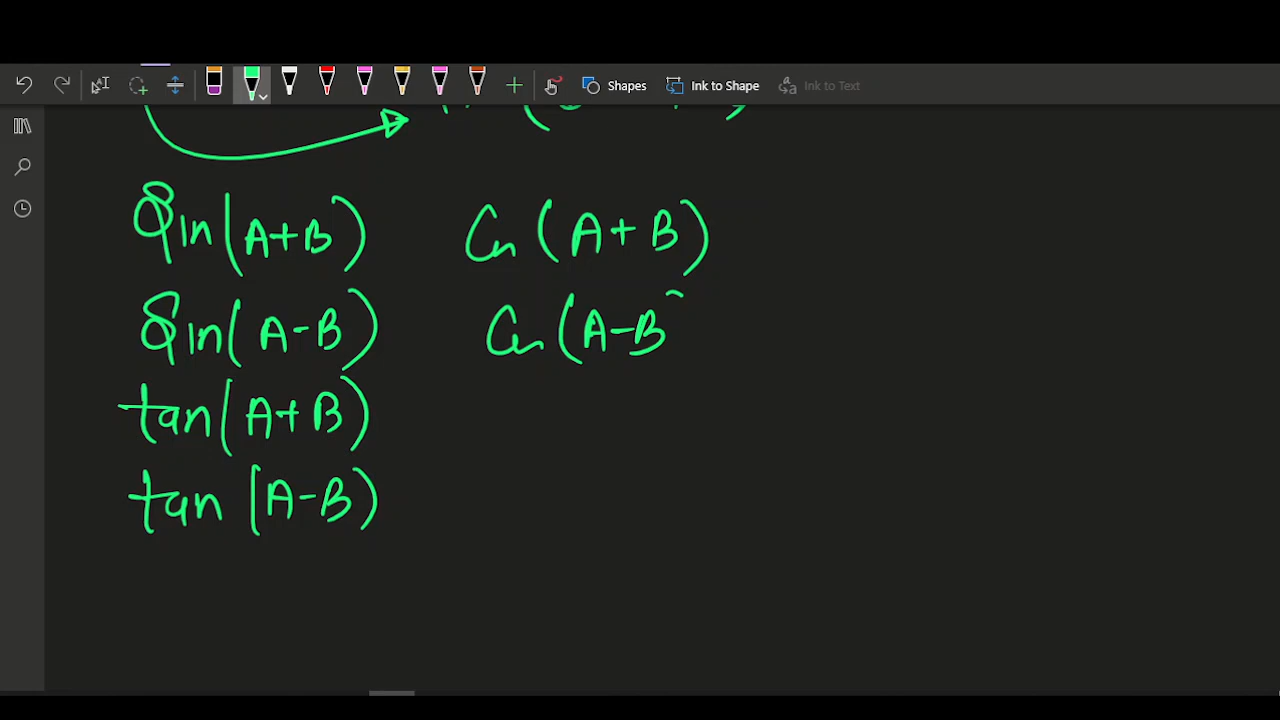 Shapes Ink to Shape Ink to Text
Sin(A+B) Cos(A+B)
Sin(A-B) Cos(A-B
tan(A+B)
tan(A-B)